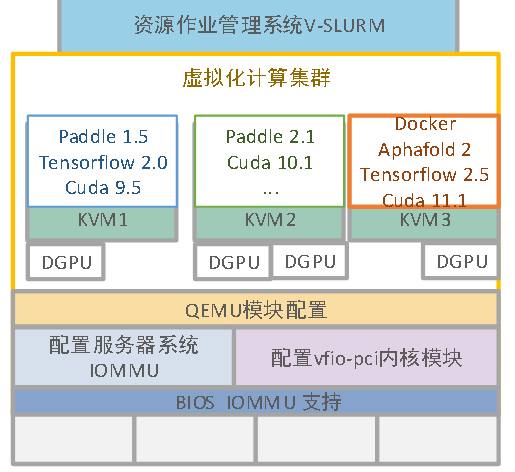 资源作业管理系统V-SLURM
虚拟化计算集群
Paddle 1.5
Tensorflow 2.0
Cuda 9.5
KVM1
Paddle 2.1
Cuda 10.1
...
KVM2
Docker
Aphafold 2
Tensorflow 2.5
Cuda 11.1
KVM3
DGPU
DGPU
DGPU
DGPU
QEMU模块配置
配置服务器系统
IOMMU
配置vfio-pci内核模块
BIOS IOMMU 支持